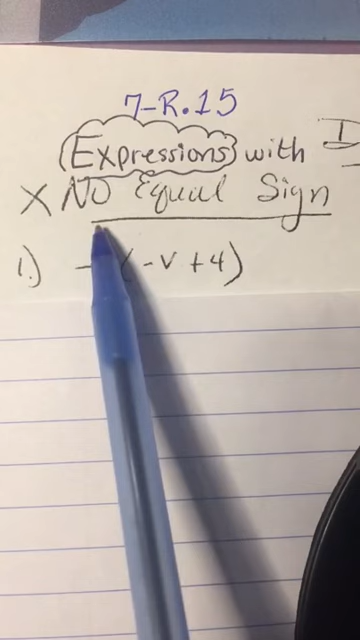 7-R.15
Expressions with
X NO Equal Sign
1.) - (-v + 4)